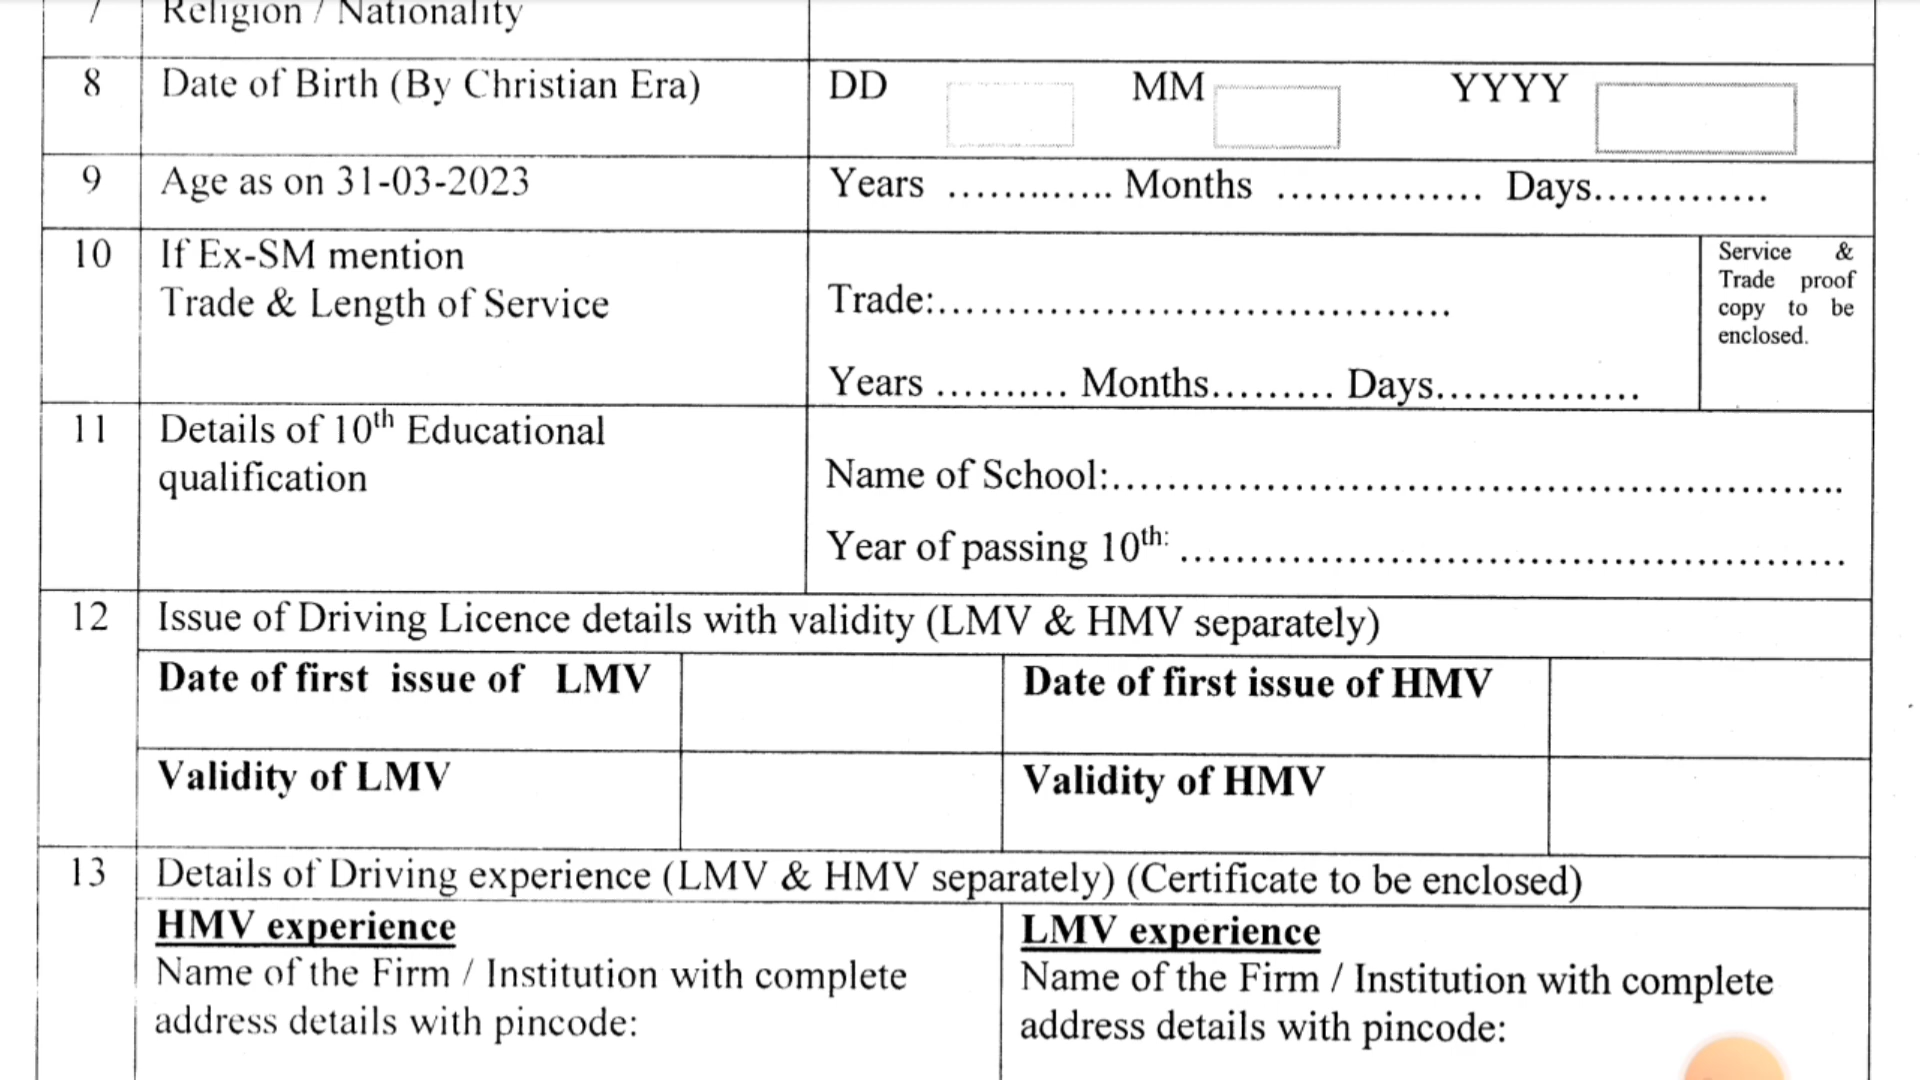 7 Religion / Nationality
8 Date of Birth (By Christian Era) DD MM YYYY
9 Age as on 31-03-2023 Years ............. Months ............... Days.............
10 If Ex-SM mention
Trade & Length of Service
Trade:.....................................
Years .......... Months......... Days...............
Service &
Trade proof
copy to be
enclosed.
11 Details of 10th Educational
qualification
Name of School:.....................................................
Year of passing 10th: ................................................
12 Issue of Driving Licence details with validity (LMV & HMV separately)
Date of first issue of LMV Date of first issue of HMV
Validity of LMV Validity of HMV
13 Details of Driving experience (LMV & HMV separately) (Certificate to be enclosed)
HMV experience
Name of the Firm / Institution with complete
address details with pincode:
LMV experience
Name of the Firm / Institution with complete
address details with pincode: